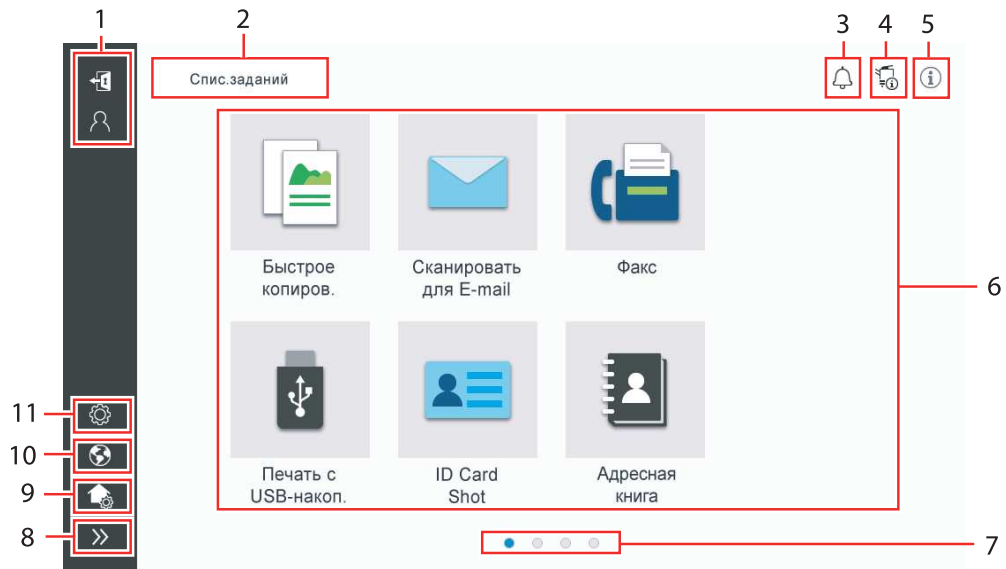 1
2
3
4
5
Спис.заданий
Быстрое
копиров.
Сканировать
для E-mail
Факс
6
Печать с
USB-накоп.
ID Card
Shot
Адресная
книга
11
10
9
8
7